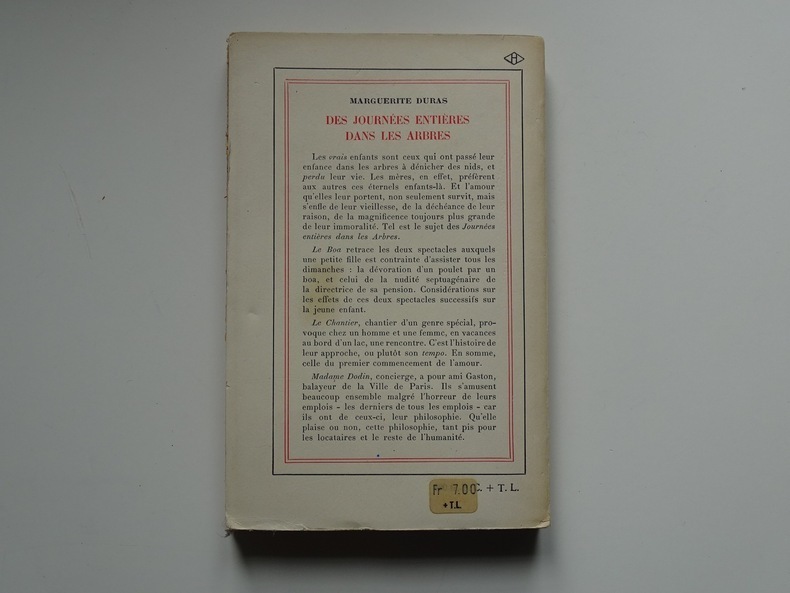 MARGUERITE DURAS
DES JOURNÉES ENTIÈRES
DANS LES ARBRES
Les vrais enfants sont ceux qui ont passé leur
enfance dans les arbres à dénicher des nids, et
perdu leur vie. Les mères, en effet, préfèrent
aux autres ces éternels enfants-là. Et l'amour
qu'elles leur portent, non seulement survit, mais
s'enfle de leur vieillesse, de la déchéance de leur
raison, de la magnificence toujours plus grande
de leur immoralité. Tel est le sujet des Journées
entières dans les Arbres.
Le Boa retrace les deux spectacles auxquels
une petite fille est contrainte d'assister tous les
dimanches : la dévoration d'un poulet par un
boa, et celui de la nudité septuagénaire de
la directrice de sa pension. Considérations sur
les effets de ces deux spectacles successifs sur
la jeune enfant.
Le Chantier, chantier d'un genre spécial, pro-
voque chez un homme et une femme, en vacances
au bord d'un lac, une rencontre. C'est l'histoire de
leur approche, ou plutôt son tempo. En somme,
celle du premier commencement de l'amour.
Madame Dodin, concierge, a pour ami Gaston,
balayeur de la Ville de Paris. Ils s'amusent
beaucoup ensemble malgré l'horreur de leurs
emplois - les derniers de tous les emplois - car
ils ont de ceux-ci, leur philosophie. Qu'elle
plaise ou non, cette philosophie, tant pis pour
les locataires et le reste de l'humanité.
Fr 7.00 + T. L.
+ T.L.